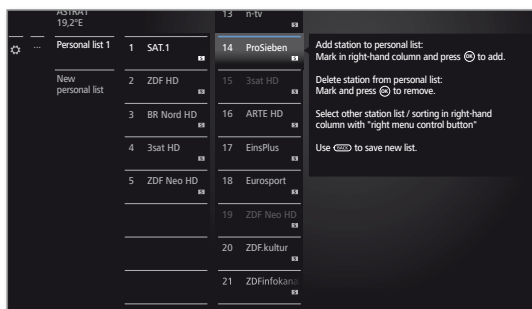 ASTRA1
19,2°E
...
Personal list 1
New
personal list
1 SAT.1
S
2 ZDF HD
S
3 BR Nord HD
S
4 3sat HD
S
5 ZDF Neo HD
S
13 n-tv
S
14 ProSieben
S
15 3sat HD
S
16 ARTE HD
S
17 EinsPlus
S
18 Eurosport
S
19 ZDF Neo HD
S
20 ZDF.kultur
S
21 ZDFinfokana
S
Add station to personal list:
Mark in right-hand column and press OK to add.
Delete station from personal list:
Mark and press OK to remove.
Select other station list / sorting in right-hand
column with "right menu control button"
Use BACK to save new list.